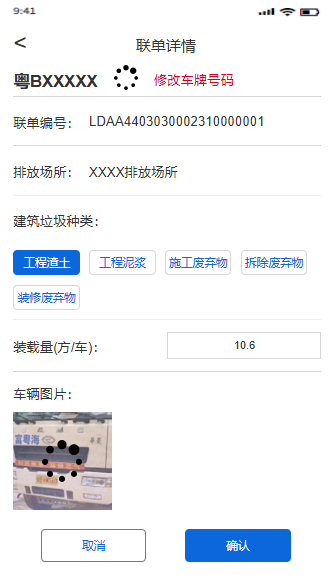 9:41
<
联单详情
粤BXXXXX 修改车牌号码
联单编号： LDAA4403030002310000001
排放场所： XXXX排放场所
建筑垃圾种类：
工程渣土 工程泥浆 施工废弃物 拆除废弃物
装修废弃物
装载量(方/车)： 10.6
车辆图片：
富粤海
取消 确认